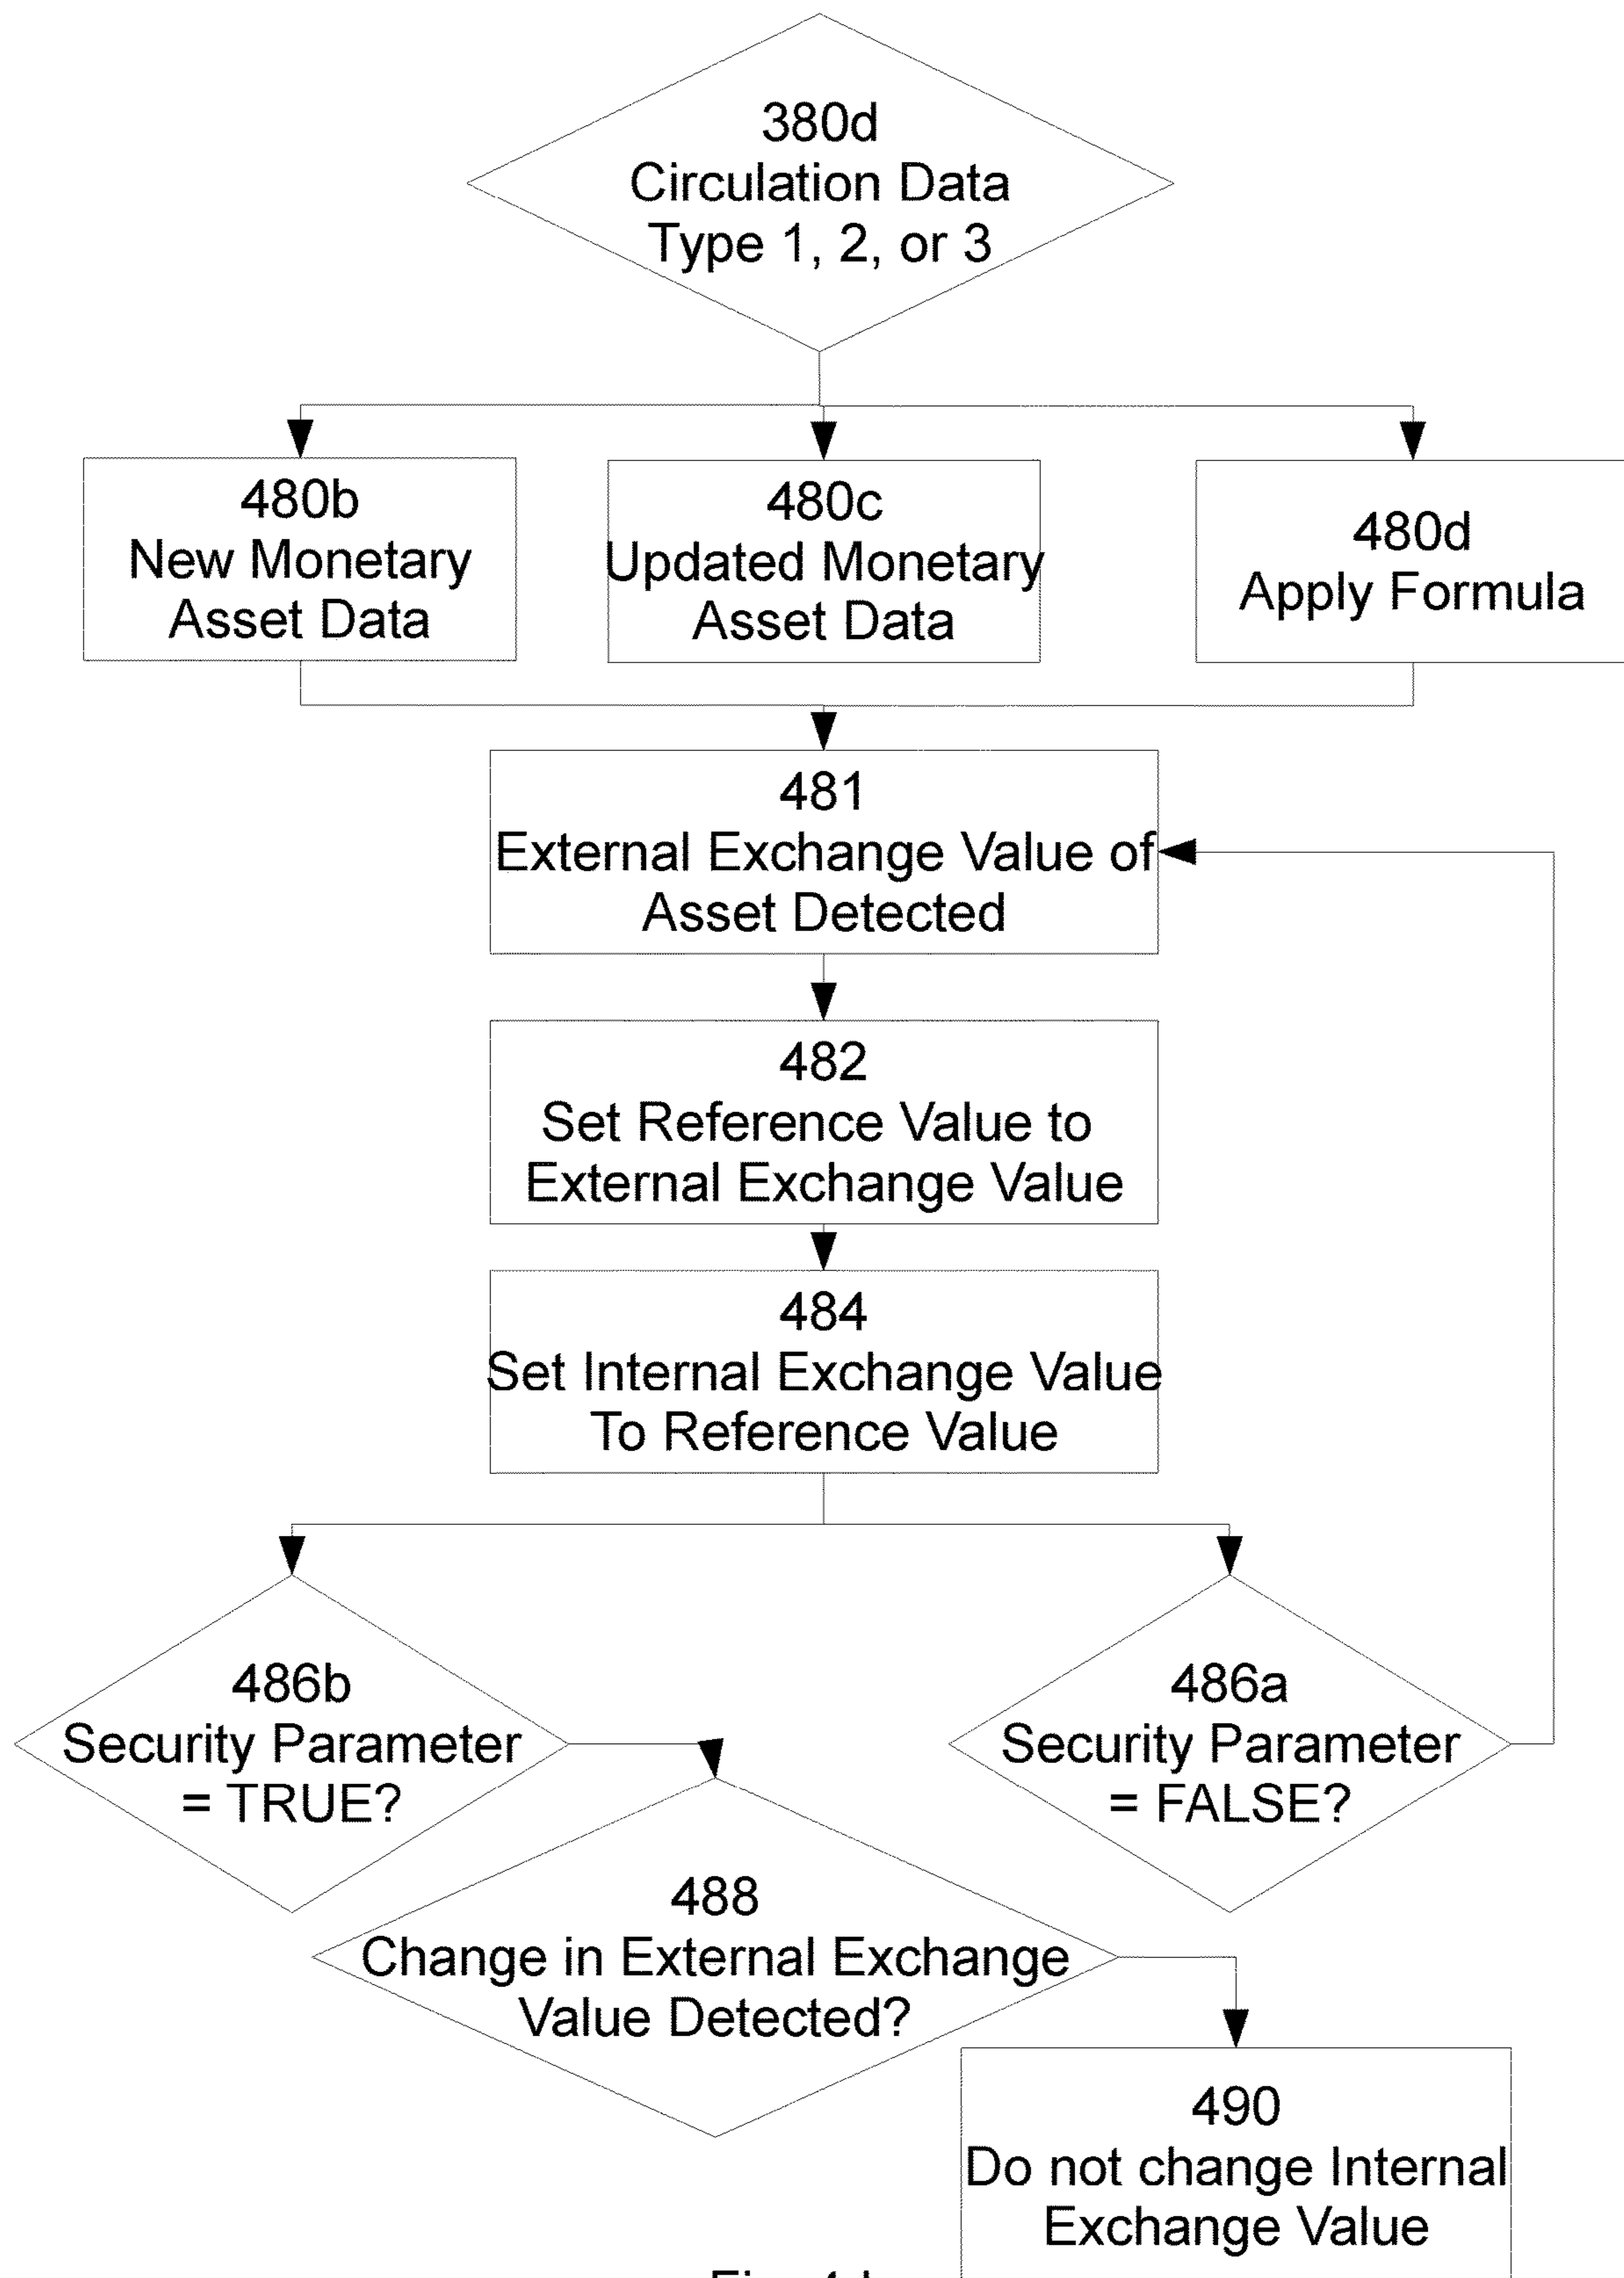 380d
Circulation Data
Type 1, 2, or 3
480b
New Monetary
Asset Data
480c
Updated Monetary
Asset Data
480d
Apply Formula
481
External Exchange Value of
Asset Detected
482
Set Reference Value to
External Exchange Value
484
Set Internal Exchange Value
To Reference Value
486b
Security Parameter
= TRUE?
486a
Security Parameter
= FALSE?
488
Change in External Exchange
Value Detected?
490
Do not change Internal
Exchange Value